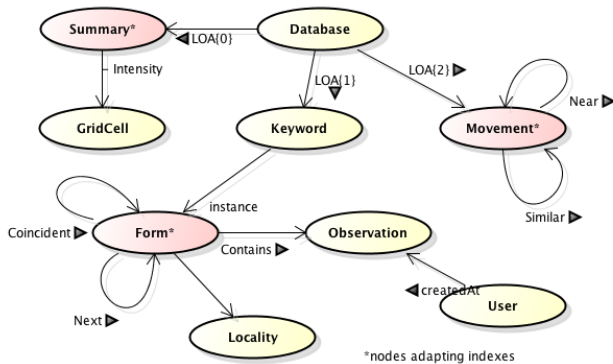 Summary*
Database
LOA{0}
Intensity
LOA{1}
LOA{2}
Near
GridCell
Keyword
Movement*
instance
Similar
Coincident
Form*
Contains
Observation
createdAt
User
Next
Locality
*nodes adapting indexes